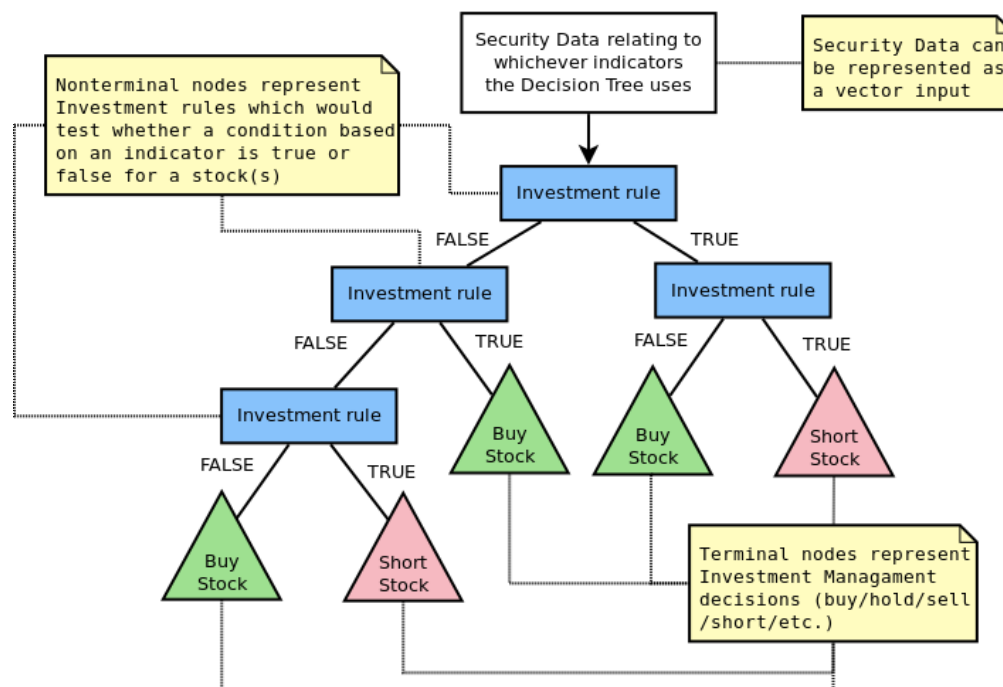 Security Data relating to
whichever indicators
the Decision Tree uses
Security Data can
be represented as
a vector input
Nonterminal nodes represent
Investment rules which would
test whether a condition based
on an indicator is true or
false for a stock(s)
Investment rule
FALSE
TRUE
Investment rule
Investment rule
FALSE
TRUE
FALSE
TRUE
Investment rule
Buy
Stock
Buy
Stock
Short
Stock
FALSE
TRUE
Buy
Stock
Short
Stock
Terminal nodes represent
Investment Managament
decisions (buy/hold/sell
/short/etc.)